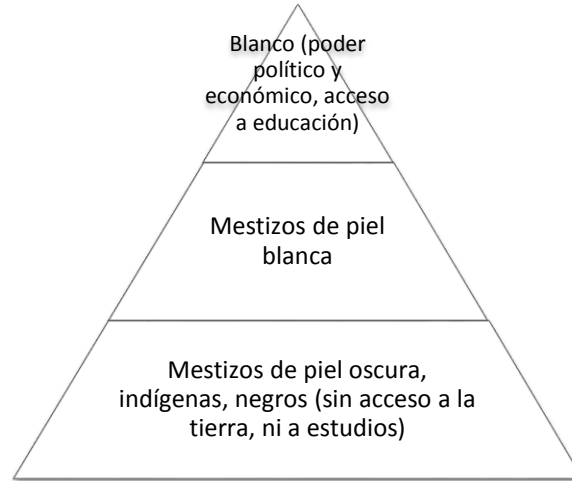 Blanco (poder
político y
económico, acceso
a educación)
Mestizos de piel
blanca
Mestizos de piel oscura,
indígenas, negros (sin acceso a la
tierra, ni a estudios)